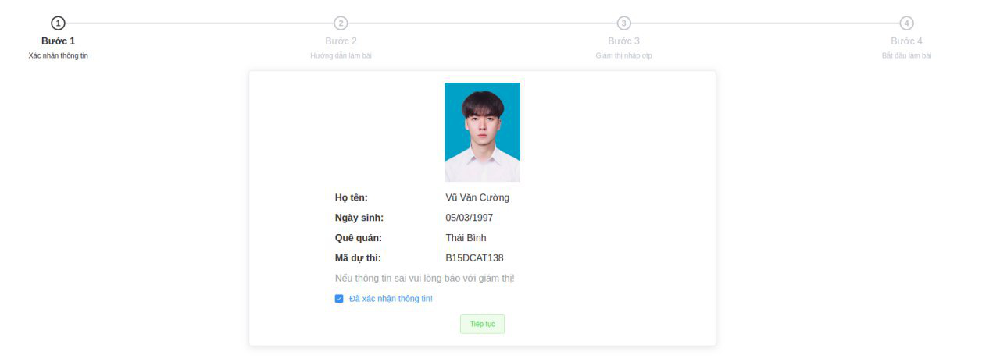 1 2 3 4
Bước 1 Bước 2 Bước 3 Bước 4
Xác nhận thông tin Hướng dẫn làm bài Giám thị nhập otp Bắt đầu làm bài
Họ tên: Vũ Văn Cường
Ngày sinh: 05/03/1997
Quê quán: Thái Bình
Mã dự thi: B15DCAT138
Nếu thông tin sai vui lòng báo với giám thị!
Đã xác nhận thông tin!
Tiếp tục